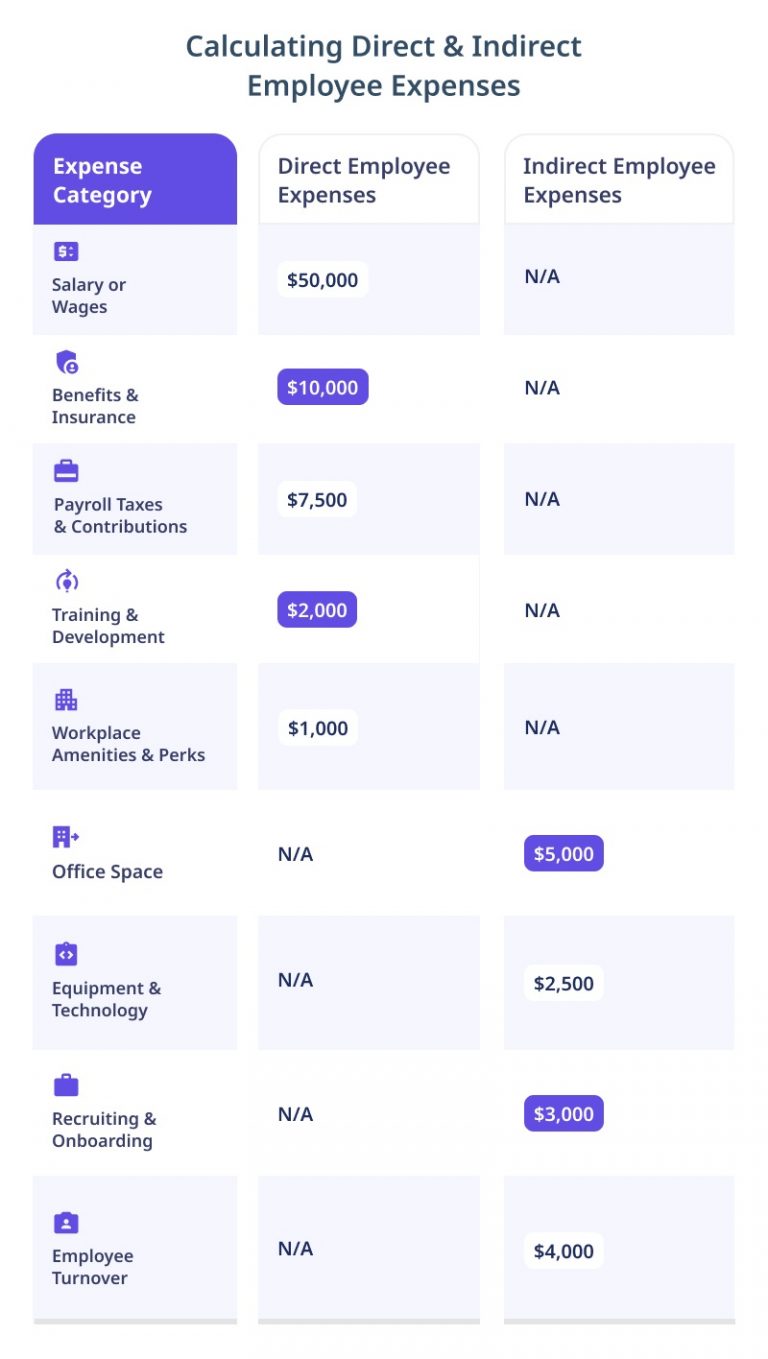 Calculating Direct & Indirect
Employee Expenses
Expense
Category
Direct Employee
Expenses
Indirect Employee
Expenses
Salary or
Wages
$50,000
N/A
Benefits &
Insurance
$10,000
N/A
Payroll Taxes
& Contributions
$7,500
N/A
Training &
Development
$2,000
N/A
Workplace
Amenities & Perks
$1,000
N/A
Office Space
N/A
$5,000
Equipment &
Technology
N/A
$2,500
Recruiting &
Onboarding
N/A
$3,000
Employee
Turnover
N/A
$4,000